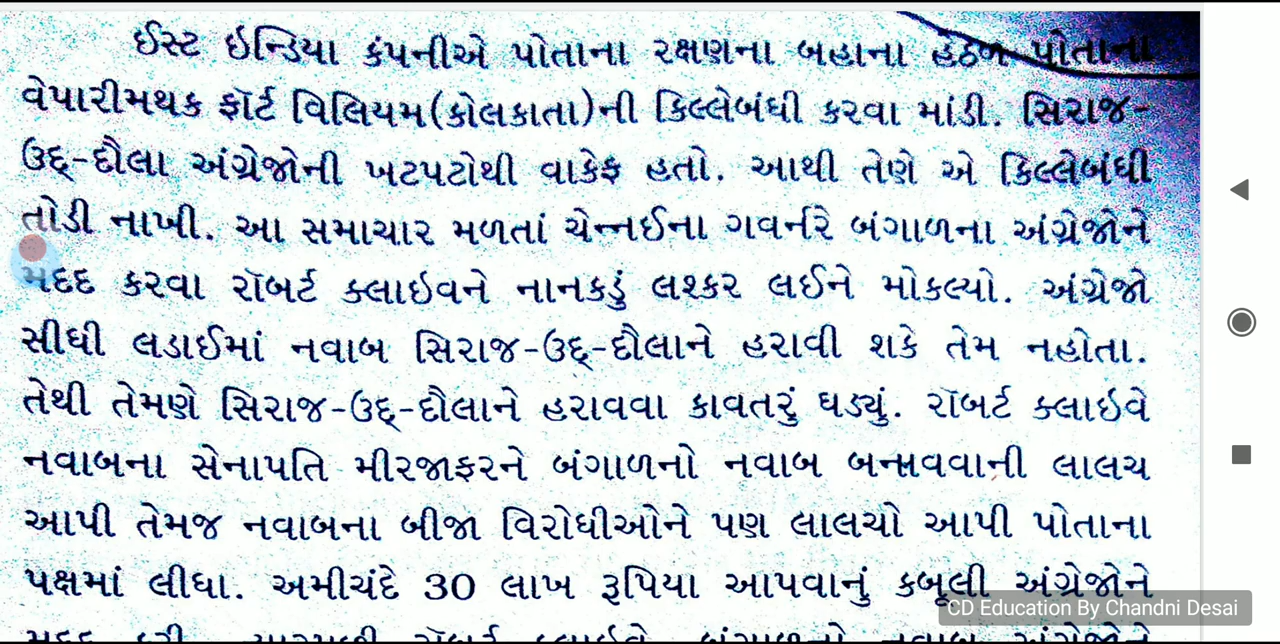 ઈસ્ટ ઇન્ડિયા કંપનીએ પોતાના રક્ષણના બહાના હેઠળ પોતાના
વેપારીમથક ફૉર્ટ વિલિયમ(કોલકાતા)ની કિલ્લેબંધી કરવા માંડી. સિરાજ-
ઉદ્-દૌલા અંગ્રેજોની ખટપટોથી વાકેફ હતો. આથી તેણે એ કિલ્લેબંધી
તોડી નાખી. આ સમાચાર મળતાં ચેન્નઈના ગવર્નરે બંગાળના અંગ્રેજોને
મદદ કરવા રૉબર્ટ ક્લાઇવને નાનકડું લશ્કર લઈને મોકલ્યો. અંગ્રેજો
સીધી લડાઈમાં નવાબ સિરાજ-ઉદ્-દૌલાને હરાવી શકે તેમ નહોતા.
તેથી તેમણે સિરાજ-ઉદ્-દૌલાને હરાવવા કાવતરું ઘડ્યું. રૉબર્ટ ક્લાઇવે
નવાબના સેનાપતિ મીરજાફરને બંગાળનો નવાબ બનાવવાની લાલચ
આપી તેમજ નવાબના બીજા વિરોધીઓને પણ લાલચો આપી પોતાના
પક્ષમાં લીધા. અમીચંદે 30 લાખ રૂપિયા આપવાનું કબૂલી અંગ્રેજોને
CD Education By Chandni Desai